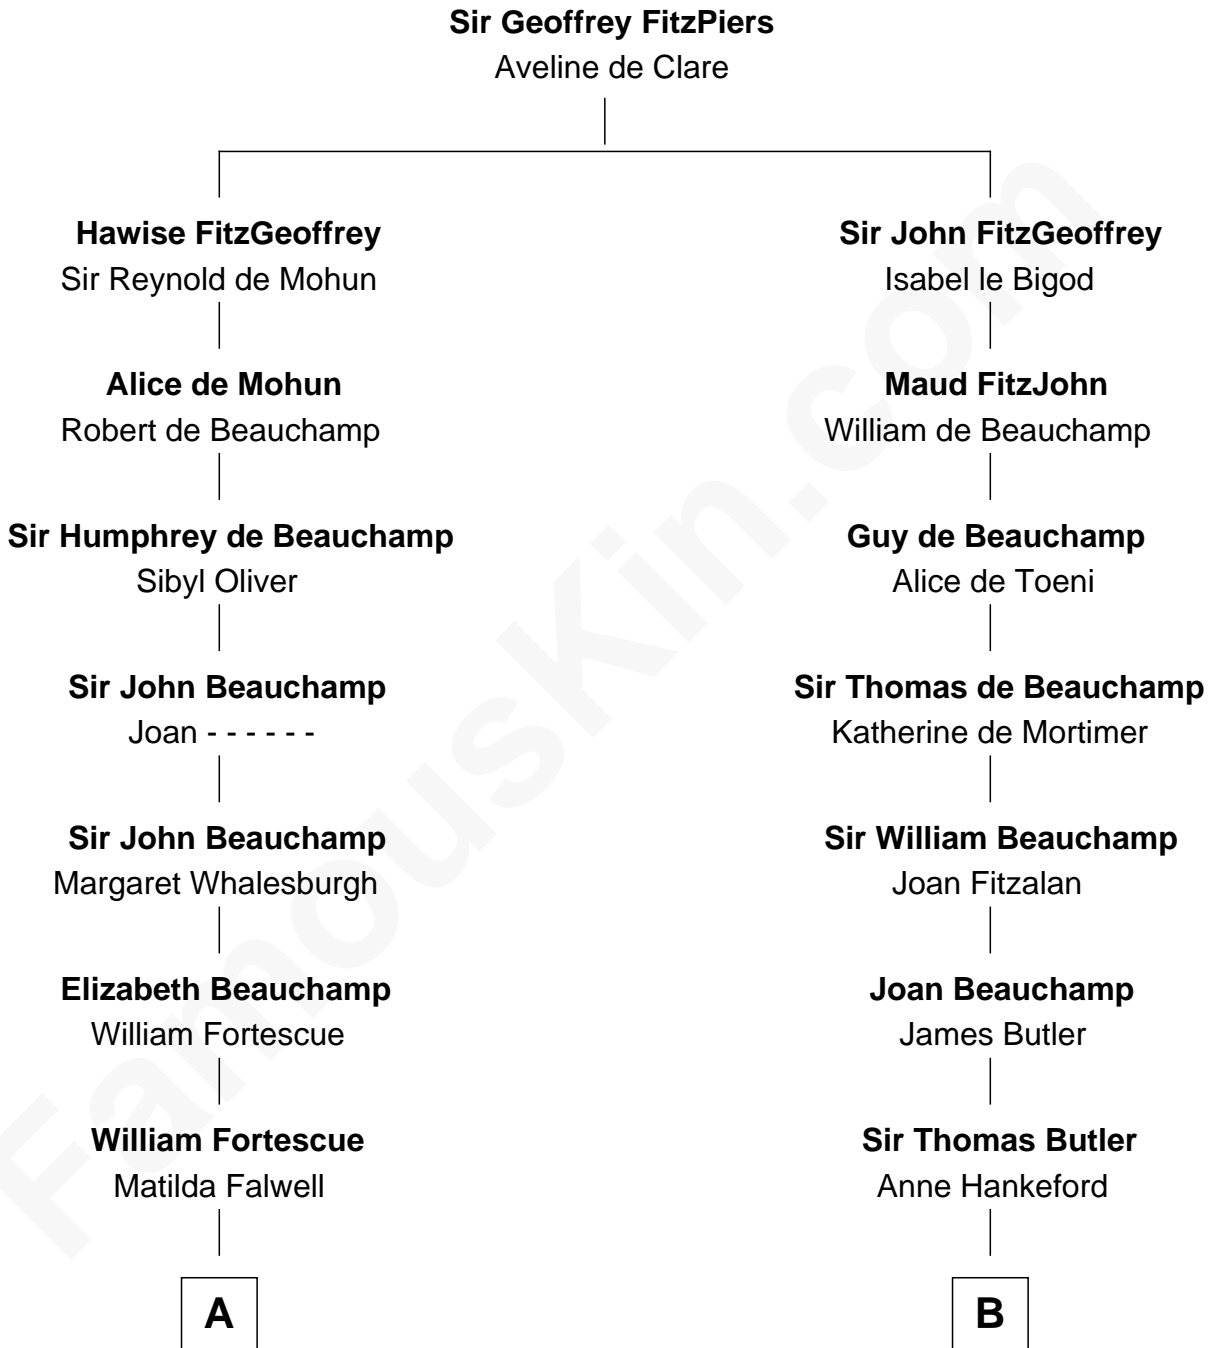 Sir Geoffrey FitzPiers
Aveline de Clare
Hawise FitzGeoffrey
Sir Reynold de Mohun
Alice de Mohun
Robert de Beauchamp
Sir Humphrey de Beauchamp
Sibyl Oliver
Sir John Beauchamp
Joan - - - - - -
Sir John Beauchamp
Margaret Whalesburgh
Elizabeth Beauchamp
William Fortescue
William Fortescue
Matilda Falwell
A
Sir John FitzGeoffrey
Isabel le Bigod
Maud FitzJohn
William de Beauchamp
Guy de Beauchamp
Alice de Toeni
Sir Thomas de Beauchamp
Katherine de Mortimer
Sir William Beauchamp
Joan Fitzalan
Joan Beauchamp
James Butler
Sir Thomas Butler
Anne Hankeford
B
FamousKin.com